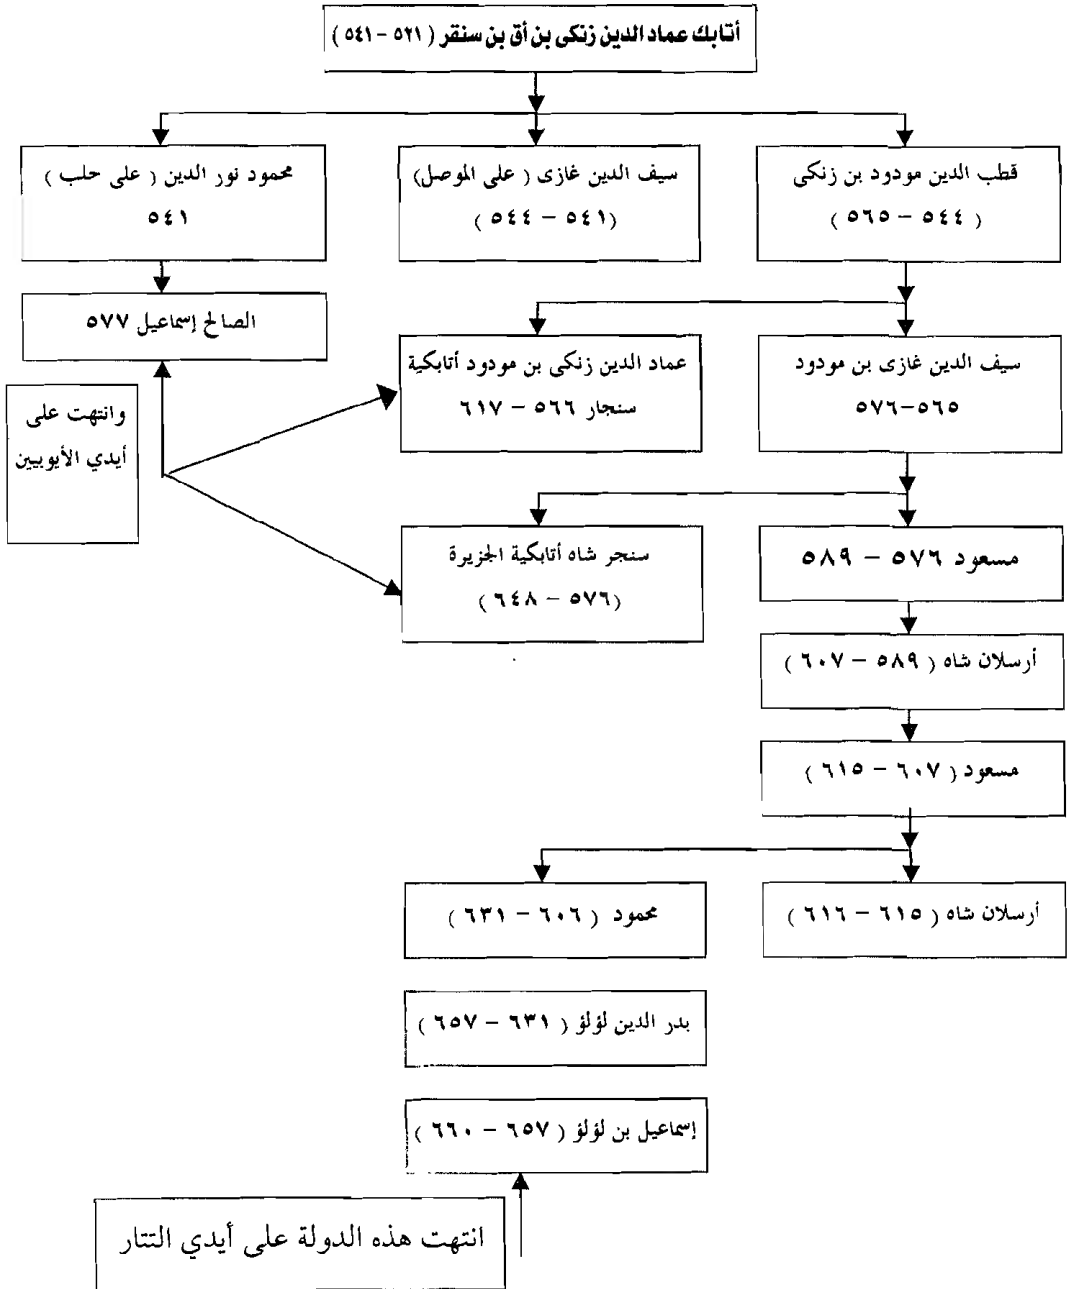 أتابك عماد الدين زنكى بن أق بن سنقر ( ٥٢١ - ٥٤١ )
قطب الدين مودود بن زنكى
( ٥٤٤ - ٥٦٥ )
سيف الدين غازى ( على الموصل)
(٥٤١ - ٥٤٤ )
محمود نور الدين ( على حلب )
٥٤١
الصالح إسماعيل ٥٧٧
سيف الدين غازى بن مودود
٥٦٥-٥٧٦
عماد الدين زنكى بن مودود أتابكية
سنجار ٥٦٦ - ٦١٧
وانتهت على
أيدي الأيوبيين
مسعود ٥٧٦ - ٥٨٩
سنجر شاه أتابكية الجزيرة
(٥٧٦ - ٦٤٨ )
أرسلان شاه ( ٥٨٩ - ٦٠٧ )
مسعود ( ٦٠٧ - ٦١٥ )
أرسلان شاه ( ٦١٥ - ٦١٦ )
محمود ( ٦٠٦ - ٦٣١ )
بدر الدين لؤلؤ ( ٦٣١ - ٦٥٧ )
إسماعيل بن لؤلؤ ( ٦٥٧ - ٦٦٠ )
انتهت هذه الدولة على أيدي التتار